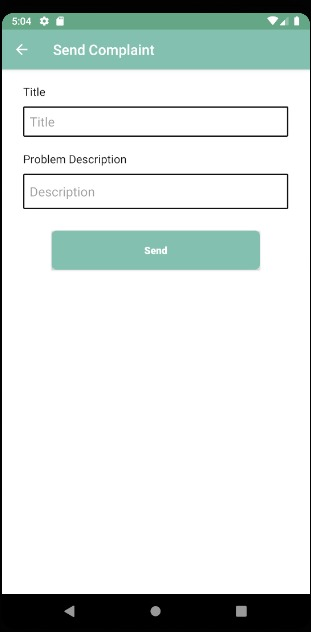 5:04
Send Complaint
Title
Title
Problem Description
Description
Send